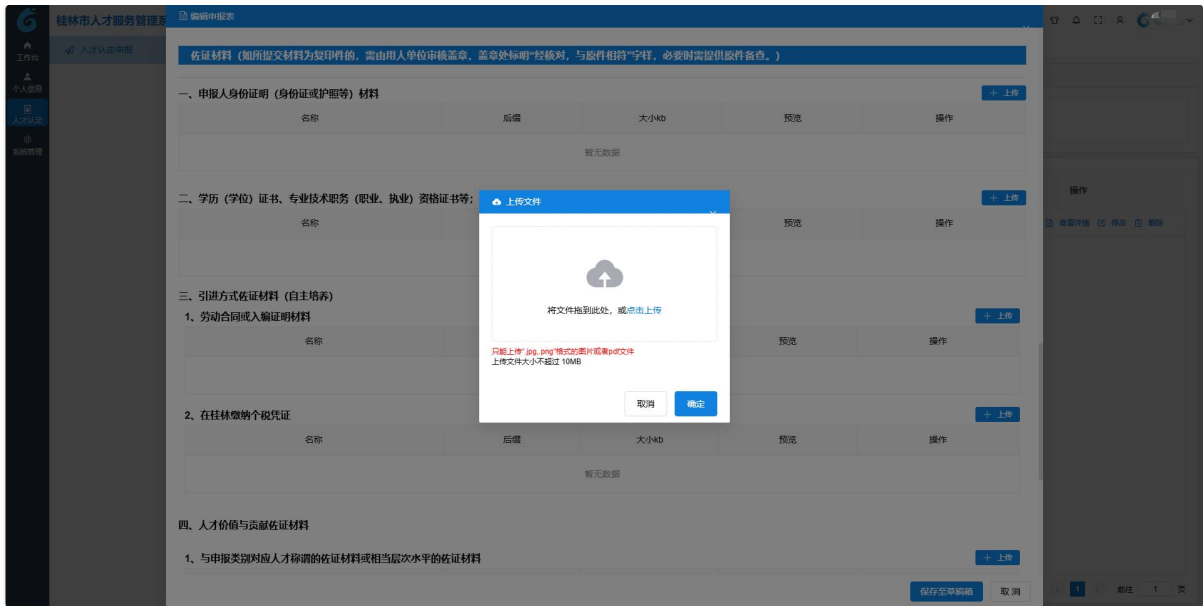 桂林市人才服务管理系
编辑申报表
工作台
人才认定申报
个人信息
人才认定
系统管理
佐证材料（如所提交材料为复印件的，需由用人单位审核盖章，盖章处标明“经核对，与原件相符”字样，必要时需提供原件备查。）
一、申报人身份证明（身份证或护照等）材料
+ 上传
名称 后缀 大小kb 预览 操作
暂无数据
二、学历（学位）证书、专业技术职务（职业、执业）资格证书等；
+ 上传
名称 预览 操作
操作
查看详情 修改 删除
上传文件
将文件拖到此处，或点击上传
只能上传".jpg,.png"格式的图片或者pdf文件
上传文件大小不超过 10MB
取消 确定
三、引进方式佐证材料（自主培养）
1、劳动合同或入编证明材料
+ 上传
名称 预览 操作
2、在桂林缴纳个税凭证
+ 上传
名称 后缀 大小kb 预览 操作
暂无数据
四、人才价值与贡献佐证材料
1、与申报类别对应人才称谓的佐证材料或相当层次水平的佐证材料
+ 上传
保存至草稿箱 取消
1 前往 1 页